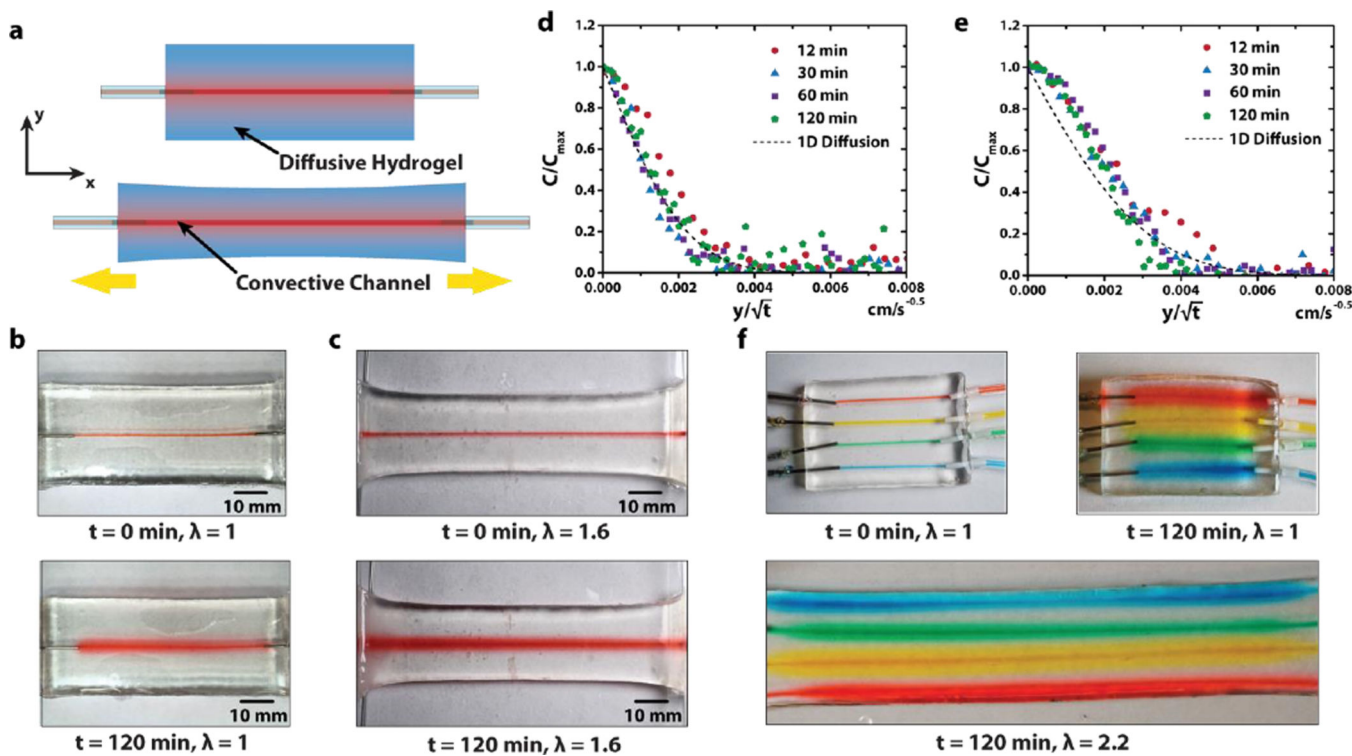 a
y
x
Diffusive Hydrogel
Convective Channel
d
1.2
1.0
0.8
0.6
0.4
0.2
0.0
C/Cmax
12 min
30 min
60 min
120 min
1D Diffusion
0.000 0.002 0.004 0.006 0.008
y/√t cm/s⁻⁰·⁵
e
1.2
1.0
0.8
0.6
0.4
0.2
0.0
C/Cmax
12 min
30 min
60 min
120 min
1D Diffusion
0.000 0.002 0.004 0.006 0.008
y/√t cm/s⁻⁰·⁵
b
10 mm
t = 0 min, λ = 1
10 mm
t = 120 min, λ = 1
c
10 mm
t = 0 min, λ = 1.6
10 mm
t = 120 min, λ = 1.6
f
t = 0 min, λ = 1
t = 120 min, λ = 1
t = 120 min, λ = 2.2